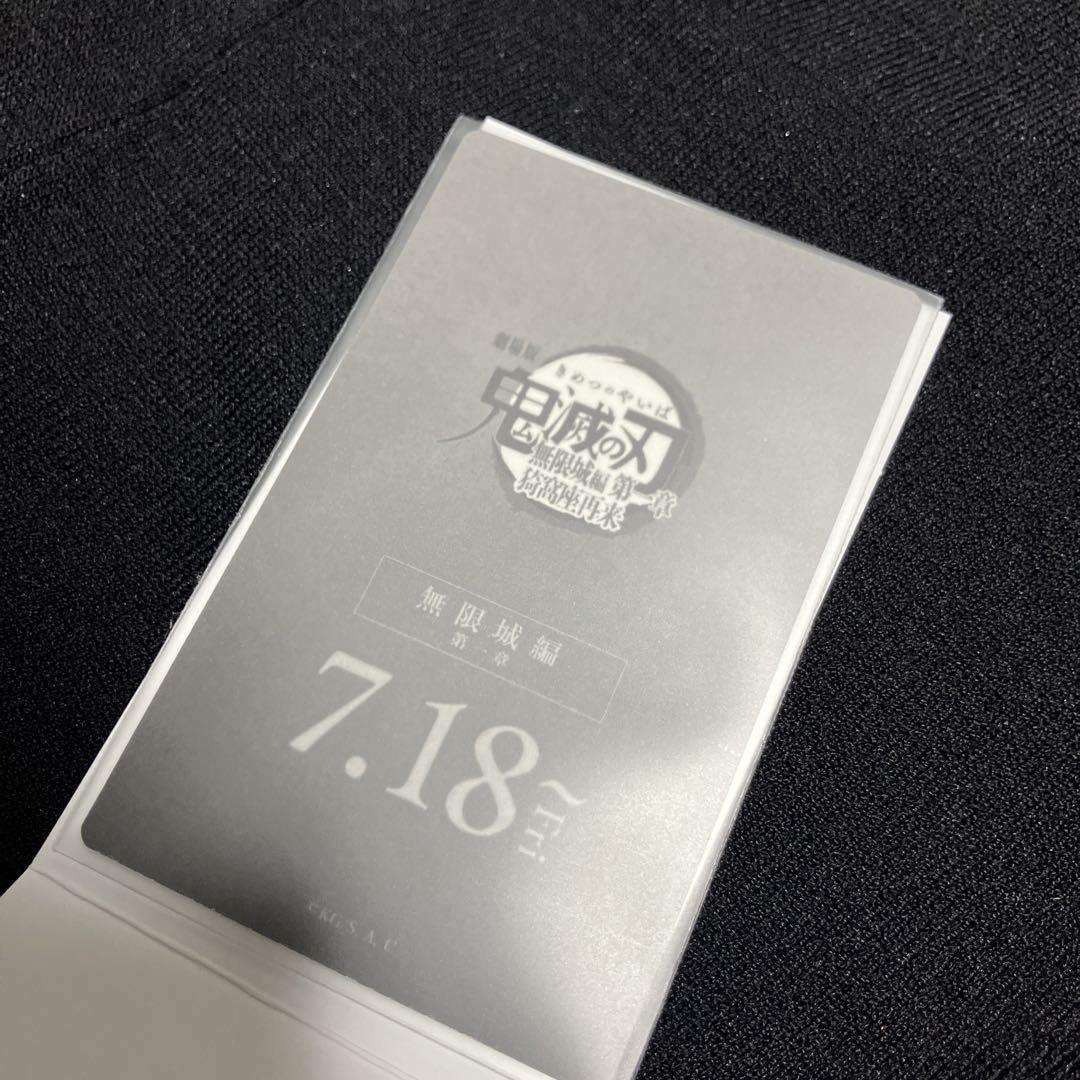 劇場版
きめつのやいば
鬼滅の刃
無限城編 第一章
猗窩座再来
無限城編
第一章
7.18~Fri.